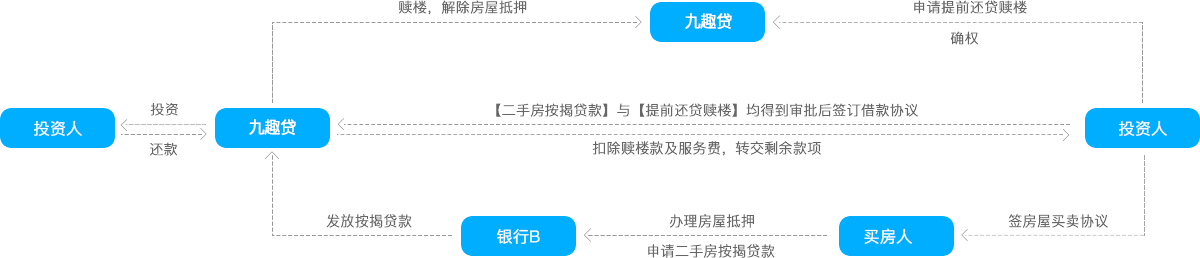 赎楼，解除房屋抵押
九趣贷
申请提前还贷赎楼
确权
投资人
投资
还款
九趣贷
【二手房按揭贷款】与【提前还贷赎楼】均得到审批后签订借款协议
扣除赎楼款及服务费，转交剩余款项
投资人
发放按揭贷款
银行B
办理房屋抵押
申请二手房按揭贷款
买房人
签房屋买卖协议